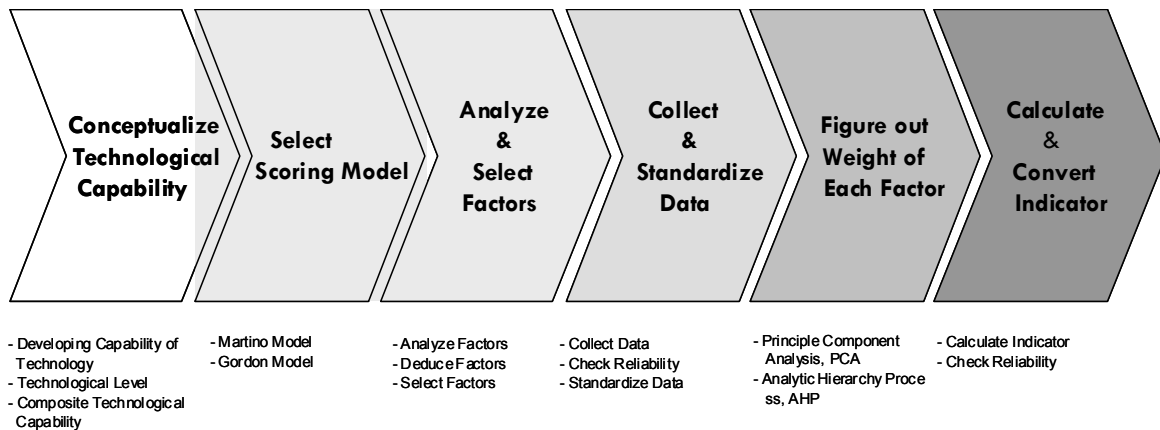 Conceptualize
Technological
Capability
Select
Scoring Model
Analyze
&
Select
Factors
Collect
&
Standardize
Data
Figure out
Weight of
Each Factor
Calculate
&
Convert
Indicator
- Developing Capability of
Technology
- Technological Level
- Composite Technological
Capability
- Martino Model
- Gordon Model
- Analyze Factors
- Deduce Factors
- Select Factors
- Collect Data
- Check Reliability
- Standardize Data
- Principle Component
Analysis, PCA
- Analytic Hierarchy Proce
ss, AHP
- Calculate Indicator
- Check Reliability